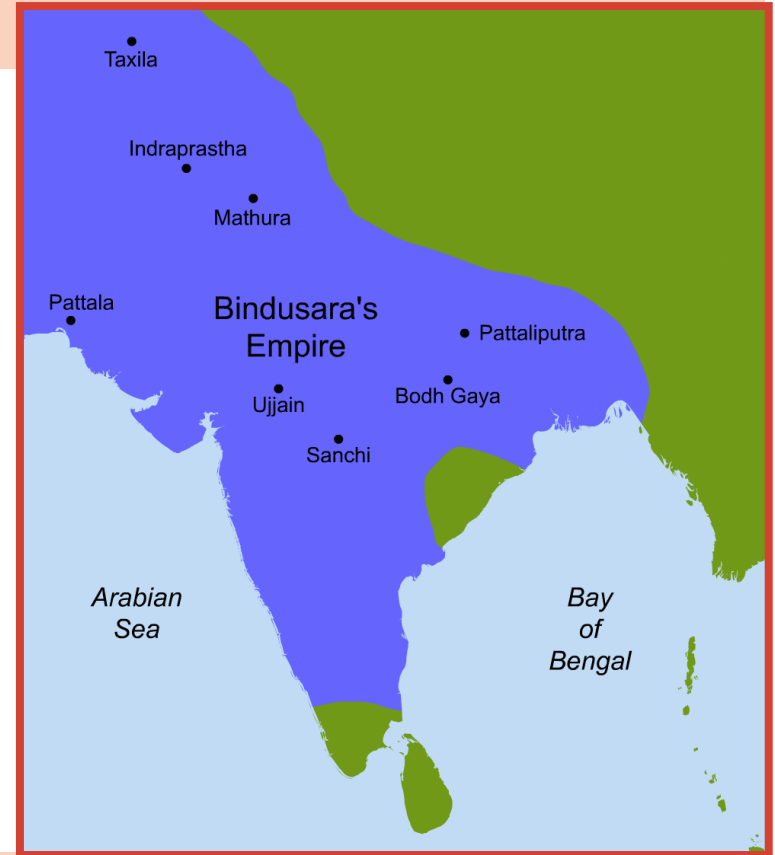 Taxila
Indraprastha
Mathura
Pattala
Bindusara's
Empire
Pattaliputra
Bodh Gaya
Ujjain
Sanchi
Arabian
Sea
Bay
of
Bengal